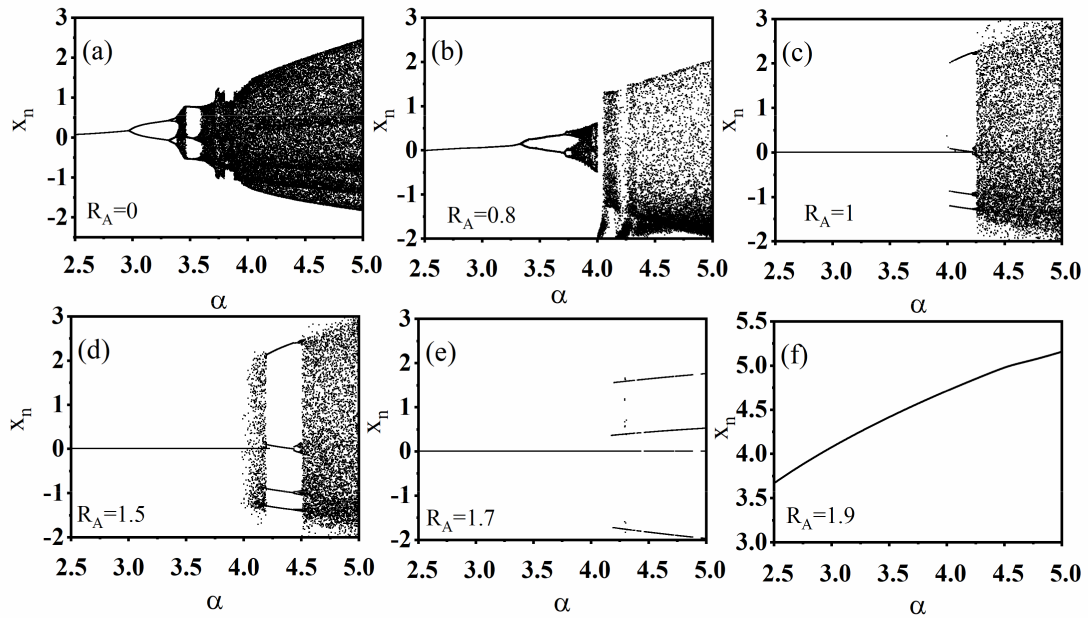 (a)
3
2
1
0
-1
-2
x_n
R_A=0
2.5 3.0 3.5 4.0 4.5 5.0
α
(b)
3
2
1
0
-1
-2
x_n
R_A=0.8
2.5 3.0 3.5 4.0 4.5 5.0
α
(c)
3
2
1
0
-1
-2
x_n
R_A=1
2.5 3.0 3.5 4.0 4.5 5.0
α
(d)
3
2
1
0
-1
-2
x_n
R_A=1.5
2.5 3.0 3.5 4.0 4.5 5.0
α
(e)
3
2
1
0
-1
-2
x_n
R_A=1.7
2.5 3.0 3.5 4.0 4.5 5.0
α
(f)
5.5
5.0
4.5
4.0
3.5
3.0
x_n
R_A=1.9
2.5 3.0 3.5 4.0 4.5 5.0
α